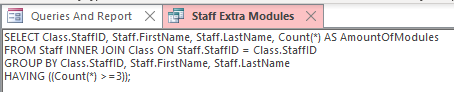 Queries And Report × Staff Extra Modules
SELECT Class.StaffID, Staff.FirstName, Staff.LastName, Count(*) AS AmountOfModules
FROM Staff INNER JOIN Class ON Staff.StaffID = Class.StaffID
GROUP BY Class.StaffID, Staff.FirstName, Staff.LastName
HAVING ((Count(*) >=3));